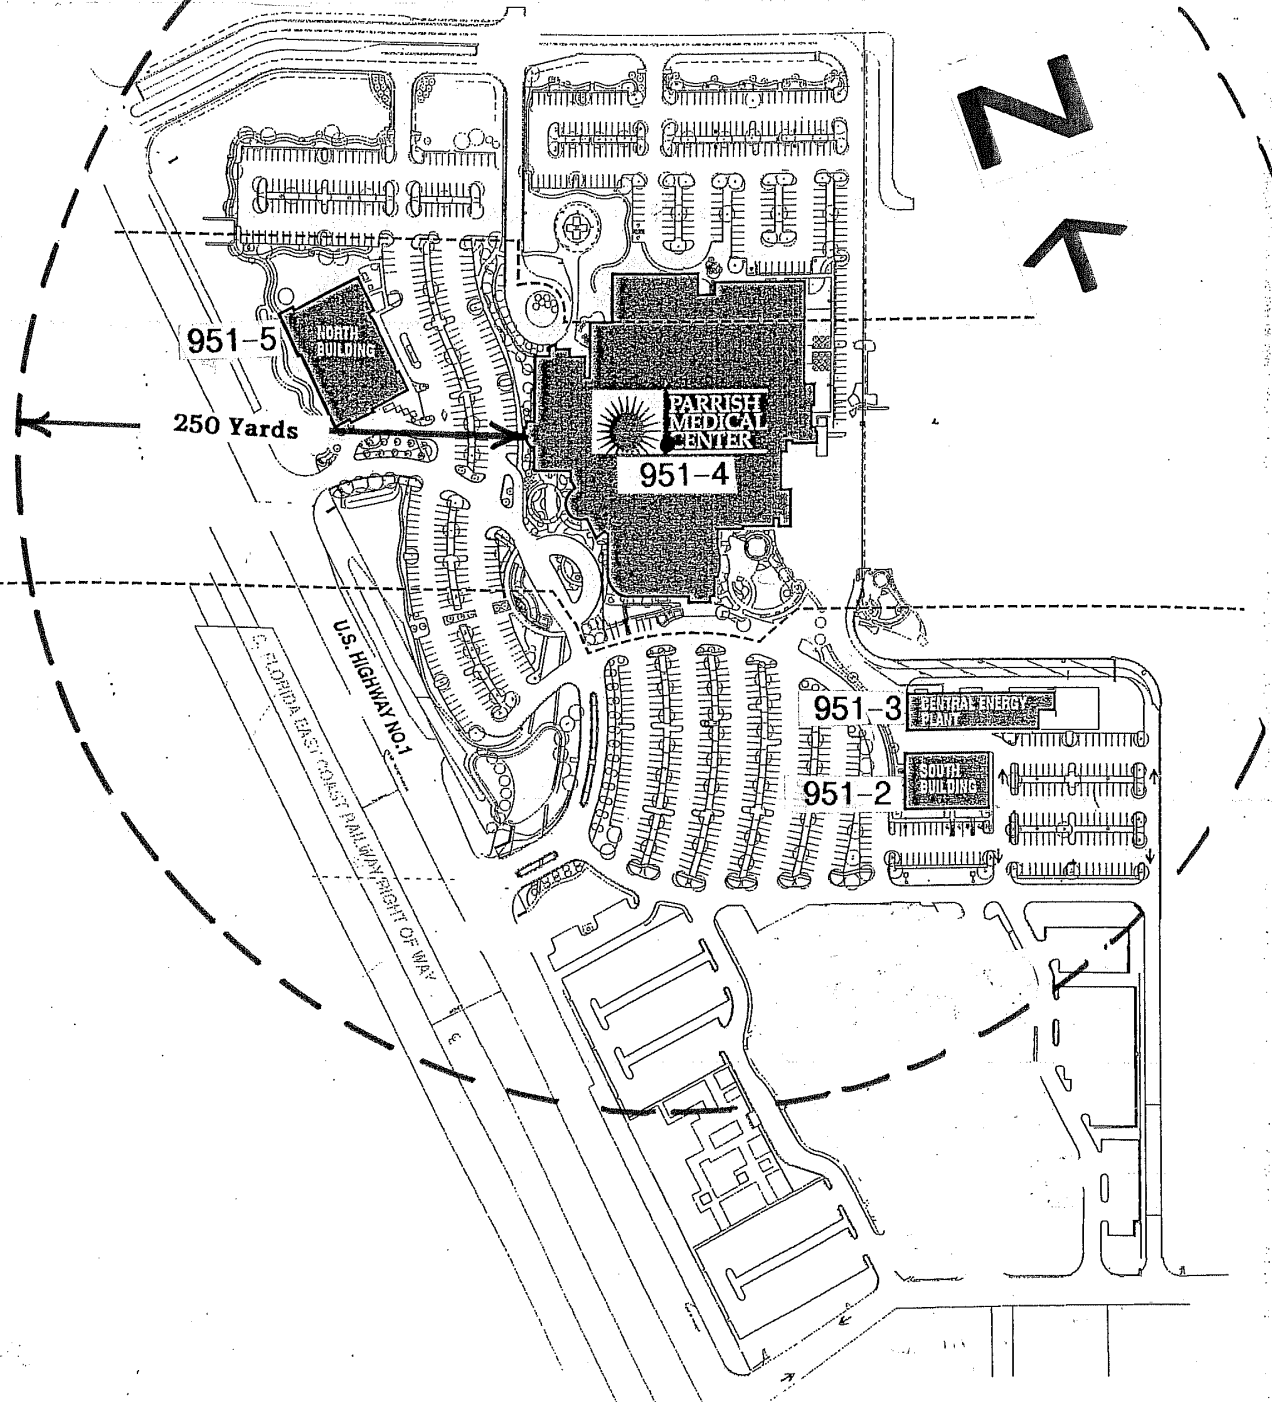 N
951-5
NORTH
BUILDING
250 Yards
PARRISH
MEDICAL
CENTER
951-4
U.S. HIGHWAY NO.1
FLORIDA EAST COAST RAILWAY RIGHT OF WAY
951-3
CENTRAL ENERGY
PLANT
951-2
SOUTH
BUILDING